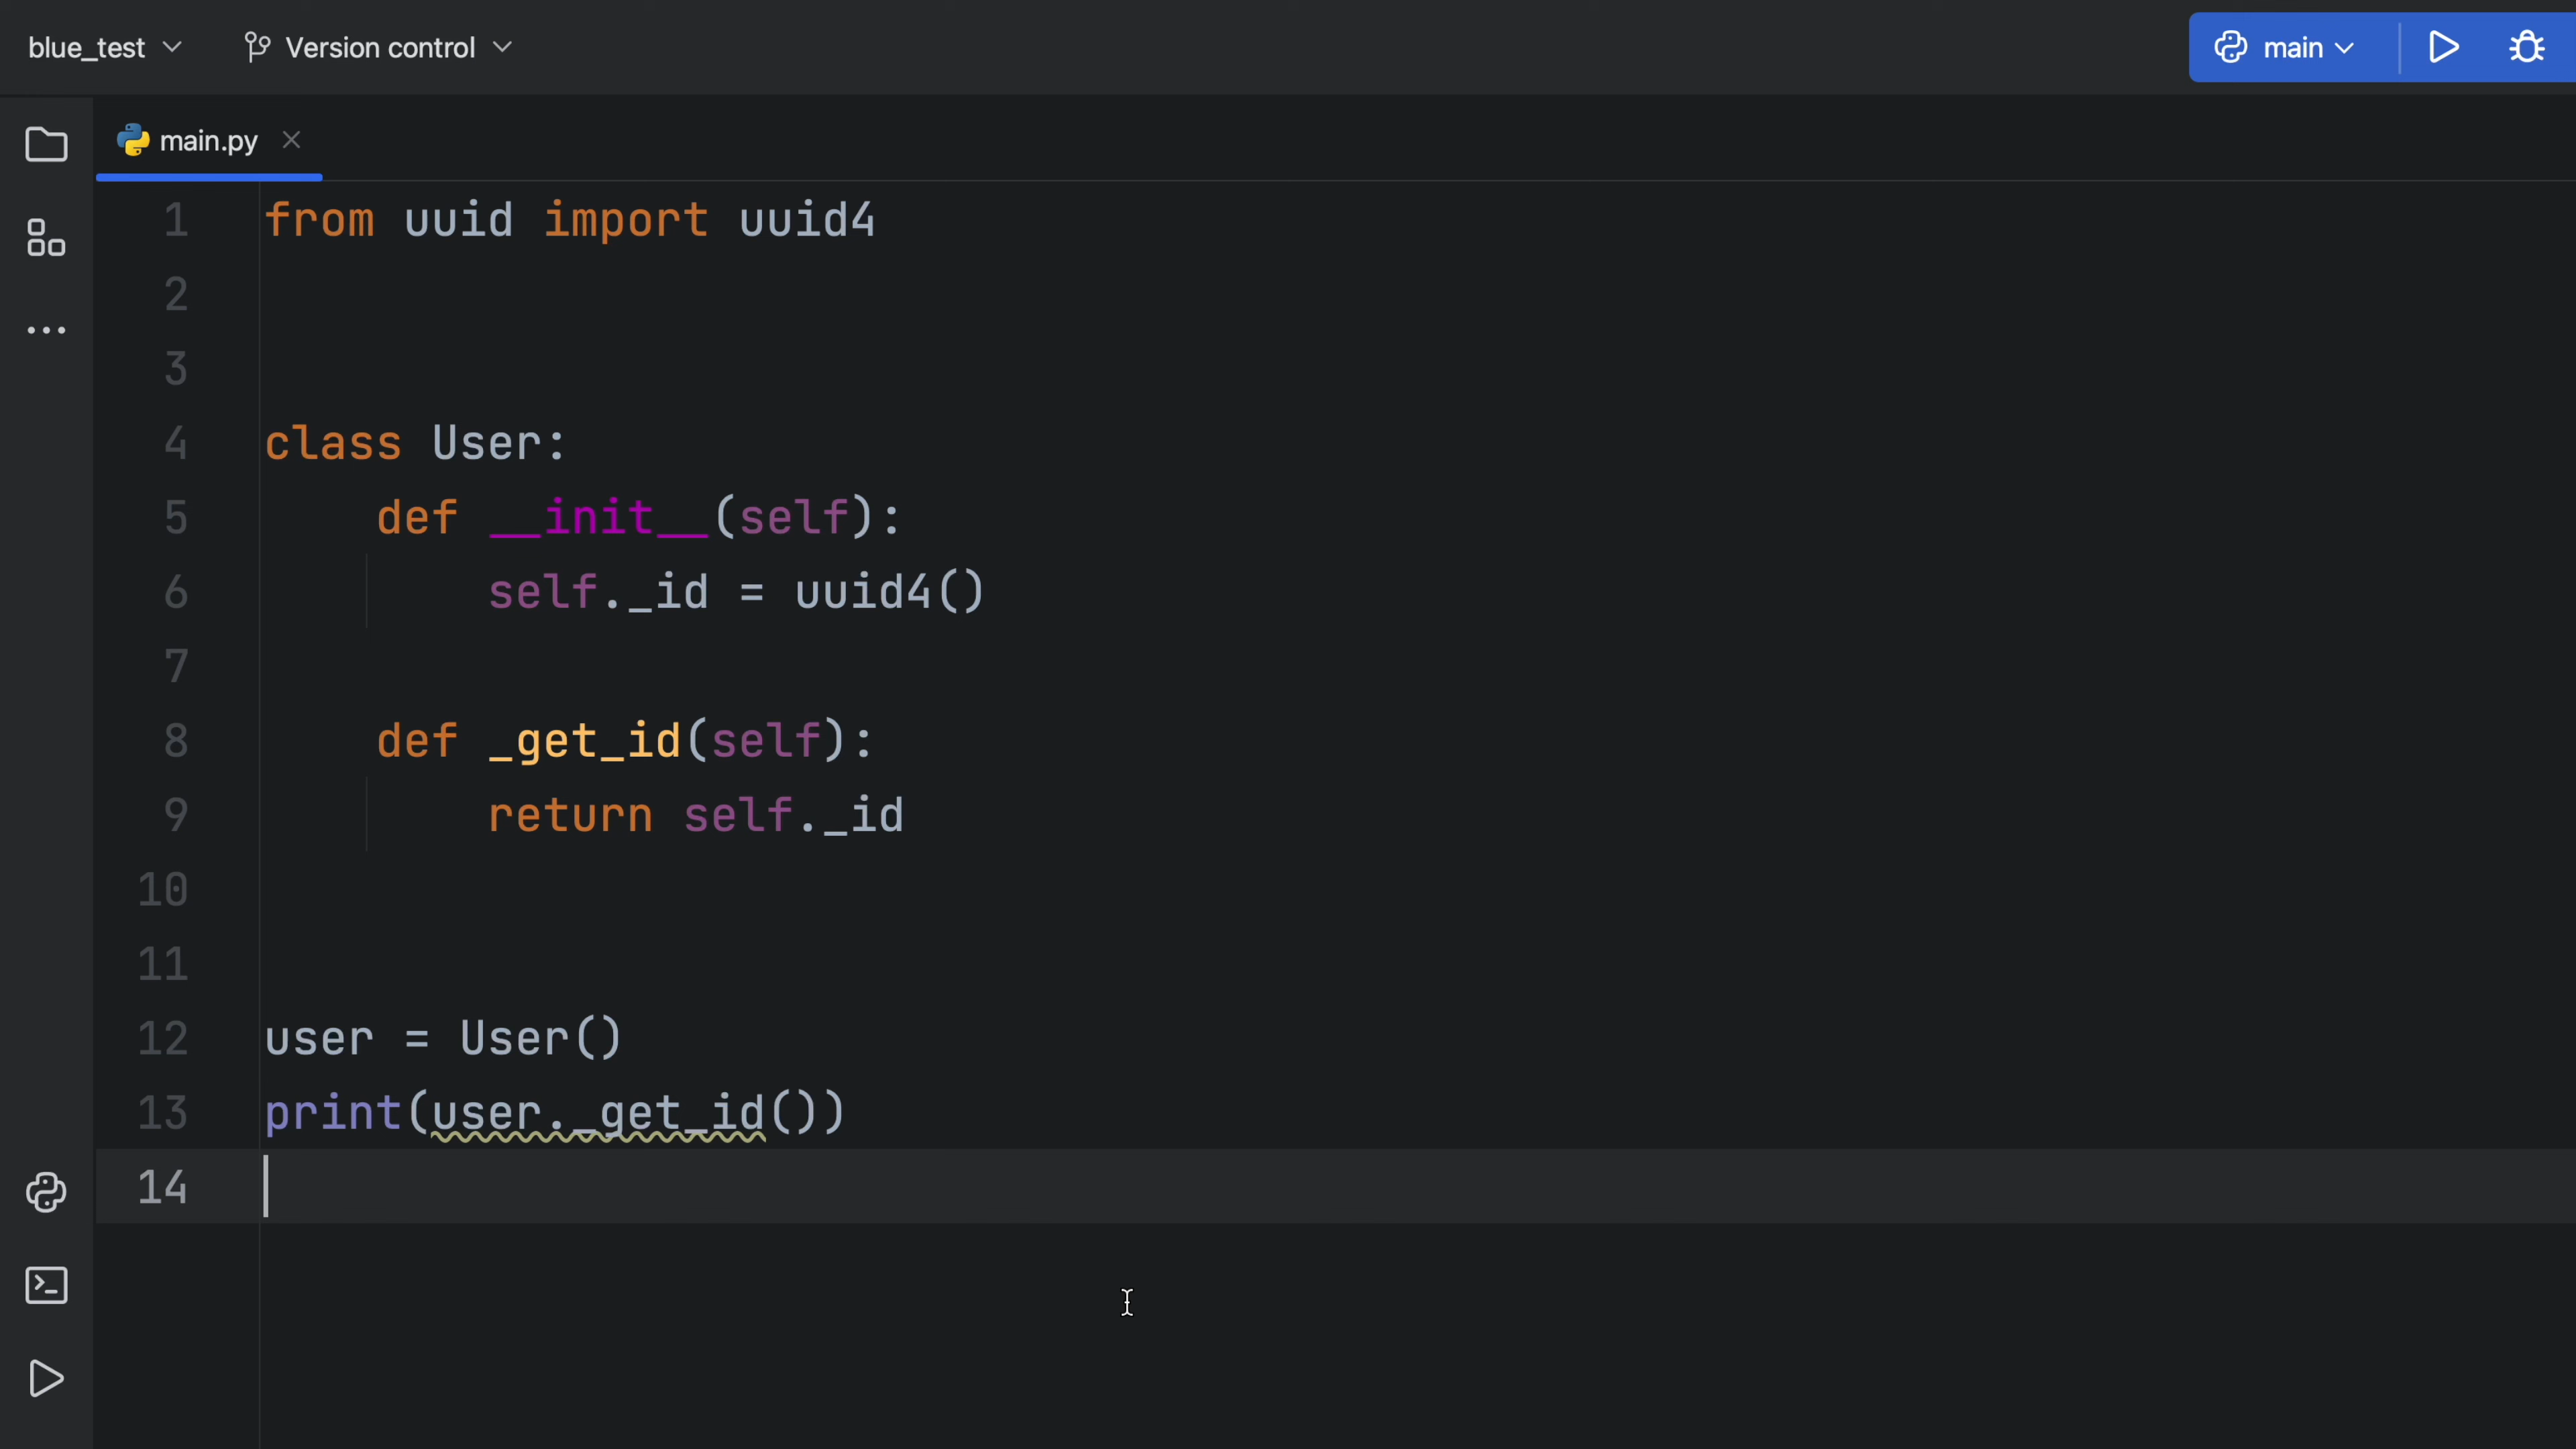 blue_test Version control main
main.py
1 from uuid import uuid4
2
3
4 class User:
5 def __init__(self):
6 self._id = uuid4()
7
8 def _get_id(self):
9 return self._id
10
11
12 user = User()
13 print(user._get_id())
14